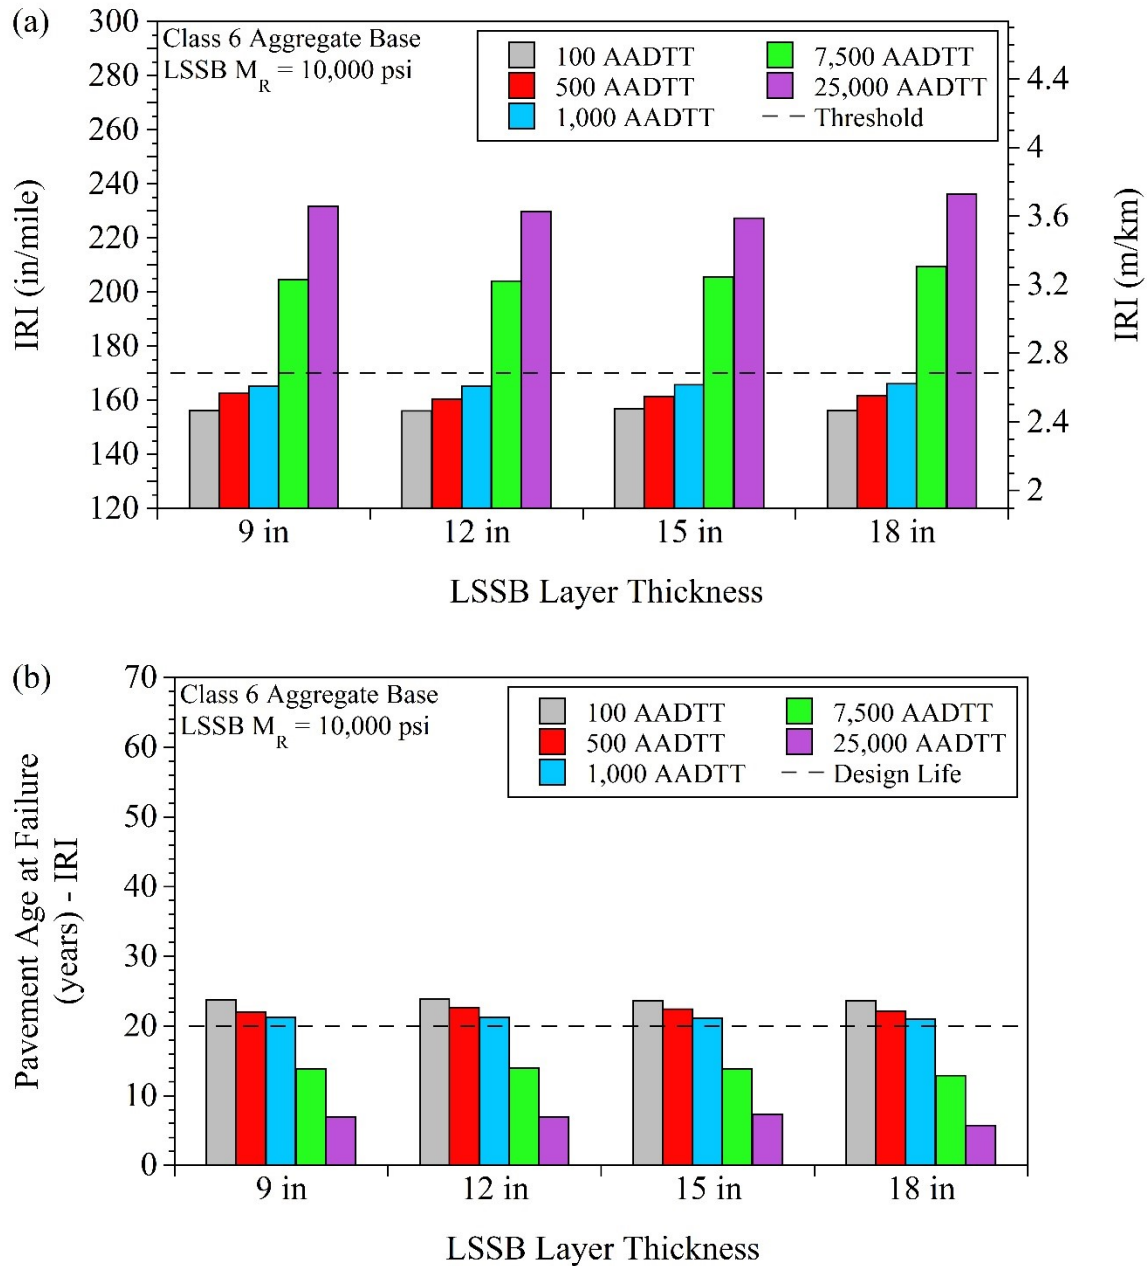 (a)
Class 6 Aggregate Base
LSSB MR = 10,000 psi
100 AADTT
500 AADTT
1,000 AADTT
7,500 AADTT
25,000 AADTT
Threshold
IRI (in/mile)
300
280
260
240
220
200
180
160
140
120
IRI (m/km)
4.4
4
3.6
3.2
2.8
2.4
2
9 in
12 in
15 in
18 in
LSSB Layer Thickness
(b)
Class 6 Aggregate Base
LSSB MR = 10,000 psi
100 AADTT
500 AADTT
1,000 AADTT
7,500 AADTT
25,000 AADTT
Design Life
Pavement Age at Failure
(years) - IRI
70
60
50
40
30
20
10
0
9 in
12 in
15 in
18 in
LSSB Layer Thickness